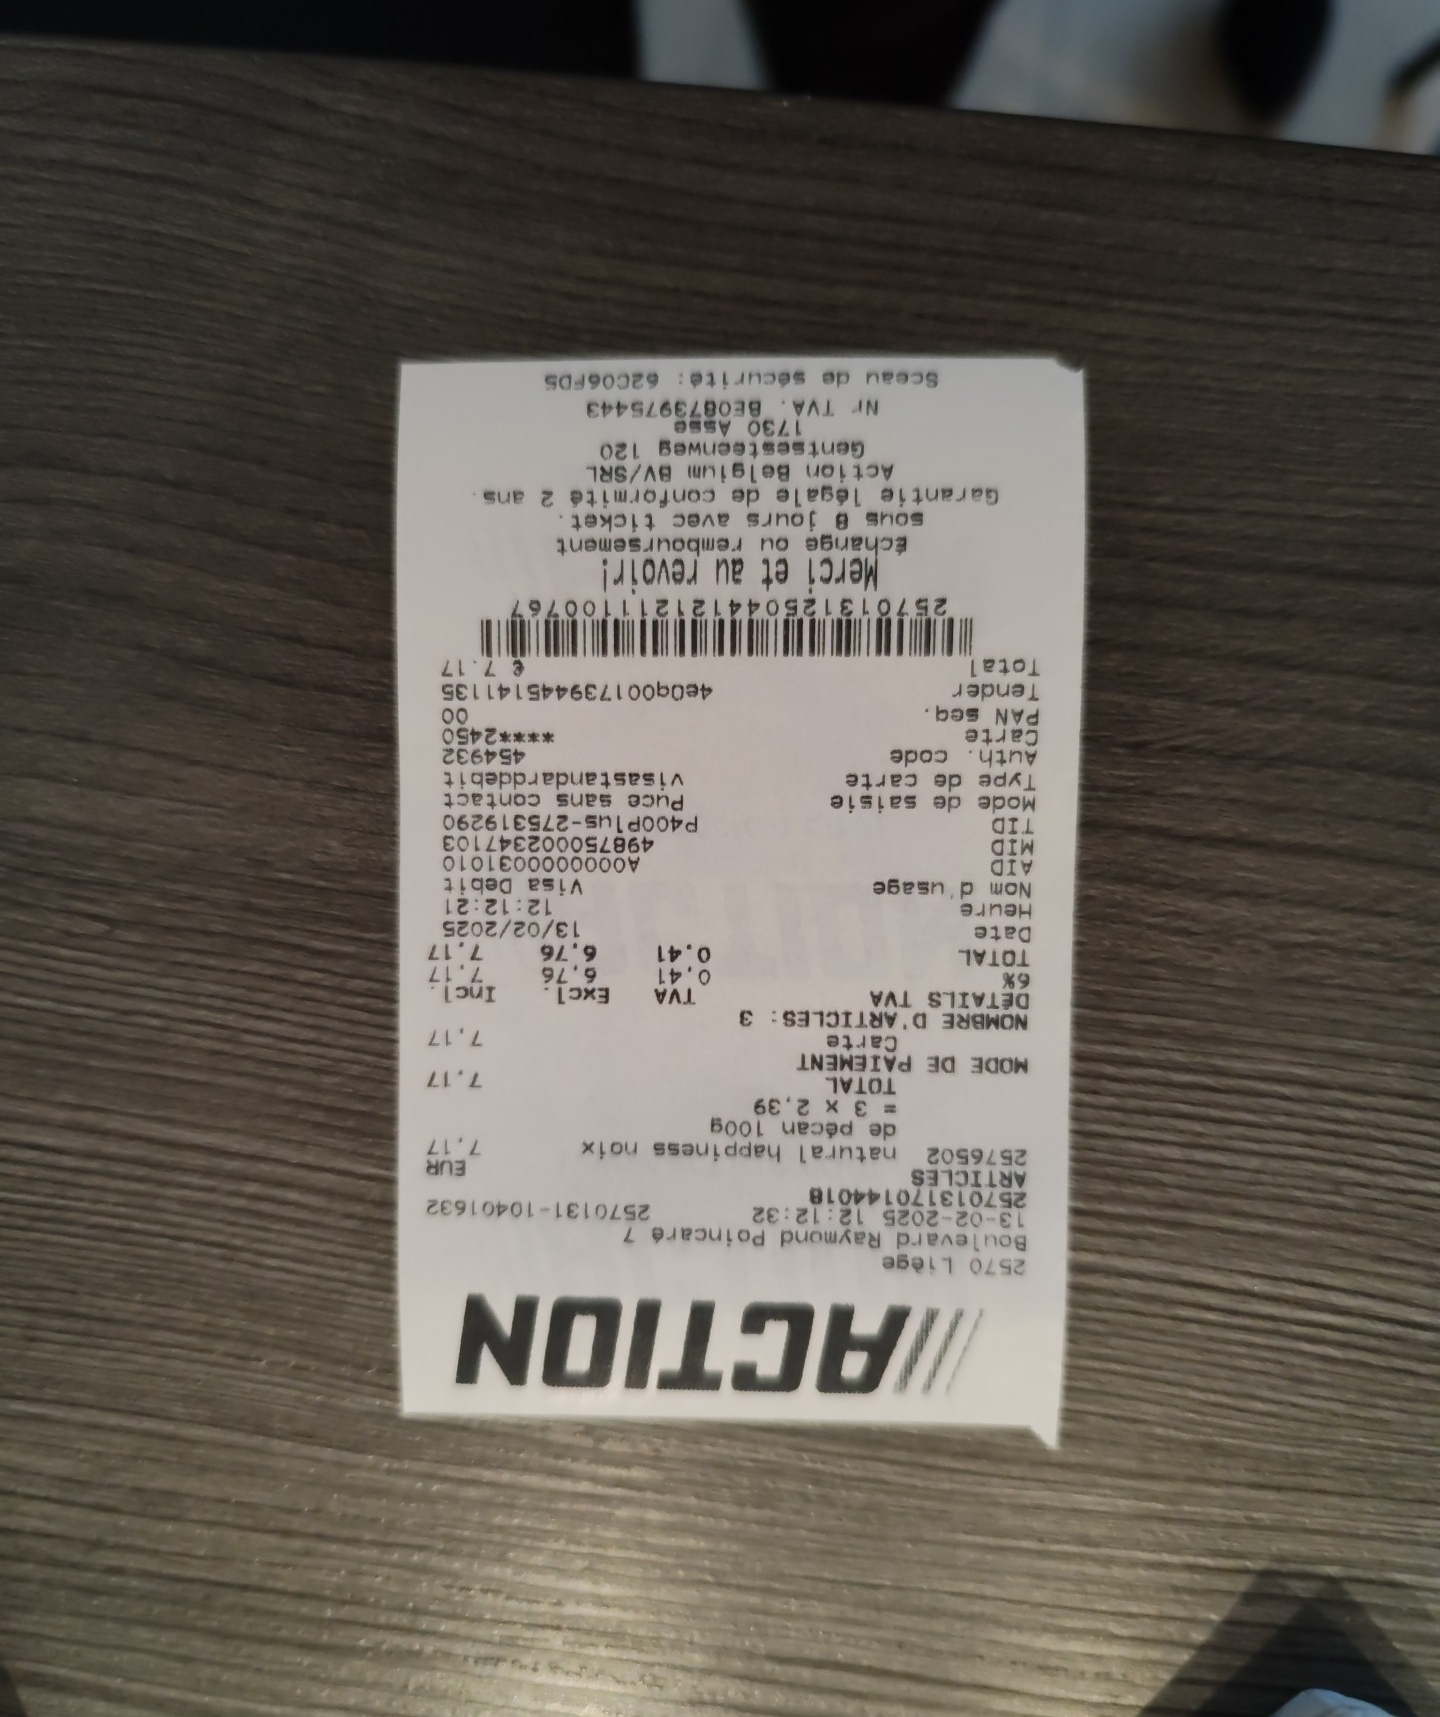 ACTION
2570 Liège
Boulevard Raymond Poincaré 7
13-02-2025 12:12:32 2570131-10401632
257013170144018
ARTICLES EUR
2576502 natural happiness noix 7,17
de pécan 100g
= 3 x 2,39
TOTAL 7,17
MODE DE PAIEMENT
Carte 7,17
NOMBRE D'ARTICLES: 3
DÉTAILS TVA TVA Excl. Incl.
6% 0,41 6,76 7,17
TOTAL 0,41 6,76 7,17
Date 13/02/2025
Heure 12:12:21
Nom d'usage Visa Debit
AID A0000000031010
MID 498750002347103
TID P400Plus-275319290
Mode de saisie Puce sans contact
Type de carte visastandarddebit
Auth. code 454932
Carte ****2450
PAN seq. 00
Tender 4e0q001739445141135
Total € 7.17
2570131250441212111100767
Merci et au revoir!
Échange ou remboursement
sous 8 jours avec ticket.
Garantie légale de conformité 2 ans.
Action Belgium BV/SRL
Gentsesteenweg 120
1730 Asse
Nr TVA. BE0873975443
Sceau de sécurité: 62C06FD5